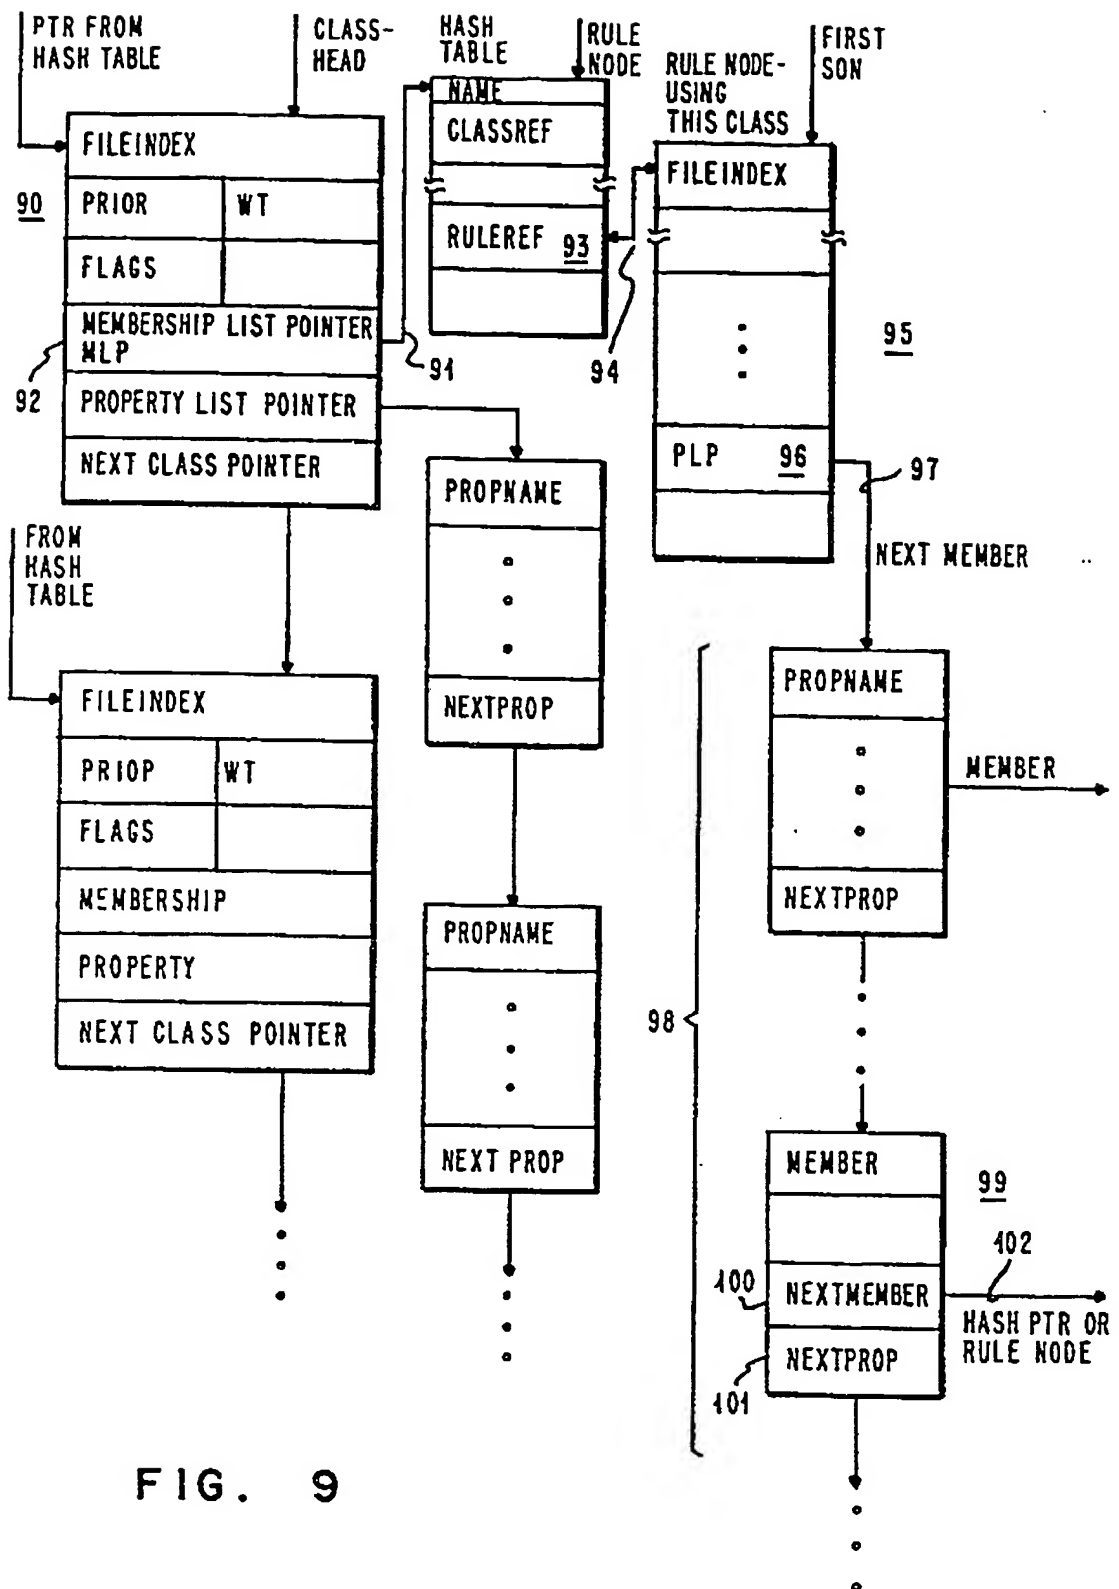 PTR FROM
HASH TABLE
CLASS-
HEAD
HASH
TABLE
RULE
NODE
RULE NODE-
USING
THIS CLASS
FIRST
SON
FILEINDEX
90
PRIOR
WT
FLAGS
MEMBERSHIP LIST POINTER
MLP
92
PROPERTY LIST POINTER
NEXT CLASS POINTER
NAME
CLASSREF
RULEREF
93
91
94
FILEINDEX
95
PLP
96
97
NEXT MEMBER
FROM
HASH
TABLE
FILEINDEX
PRIOP
WT
FLAGS
MEMBERSHIP
PROPERTY
NEXT CLASS POINTER
PROPNAME
NEXTPROP
PROPNAME
NEXT PROP
98
PROPNAME
MEMBER
NEXTPROP
MEMBER
99
102
100
NEXTMEMBER
HASH PTR OR
RULE NODE
NEXTPROP
101
FIG. 9